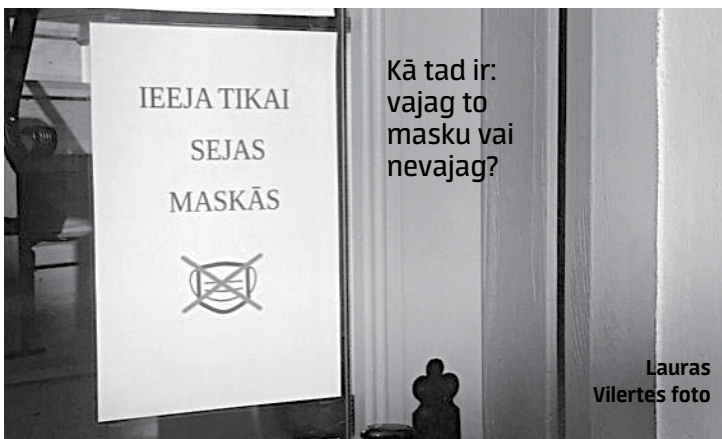 IEEJA TIKAI
SEJAS
MASKĀS
Kā tad ir:
vajag to
masku vai
nevajag?
Lauras
Vilertes foto